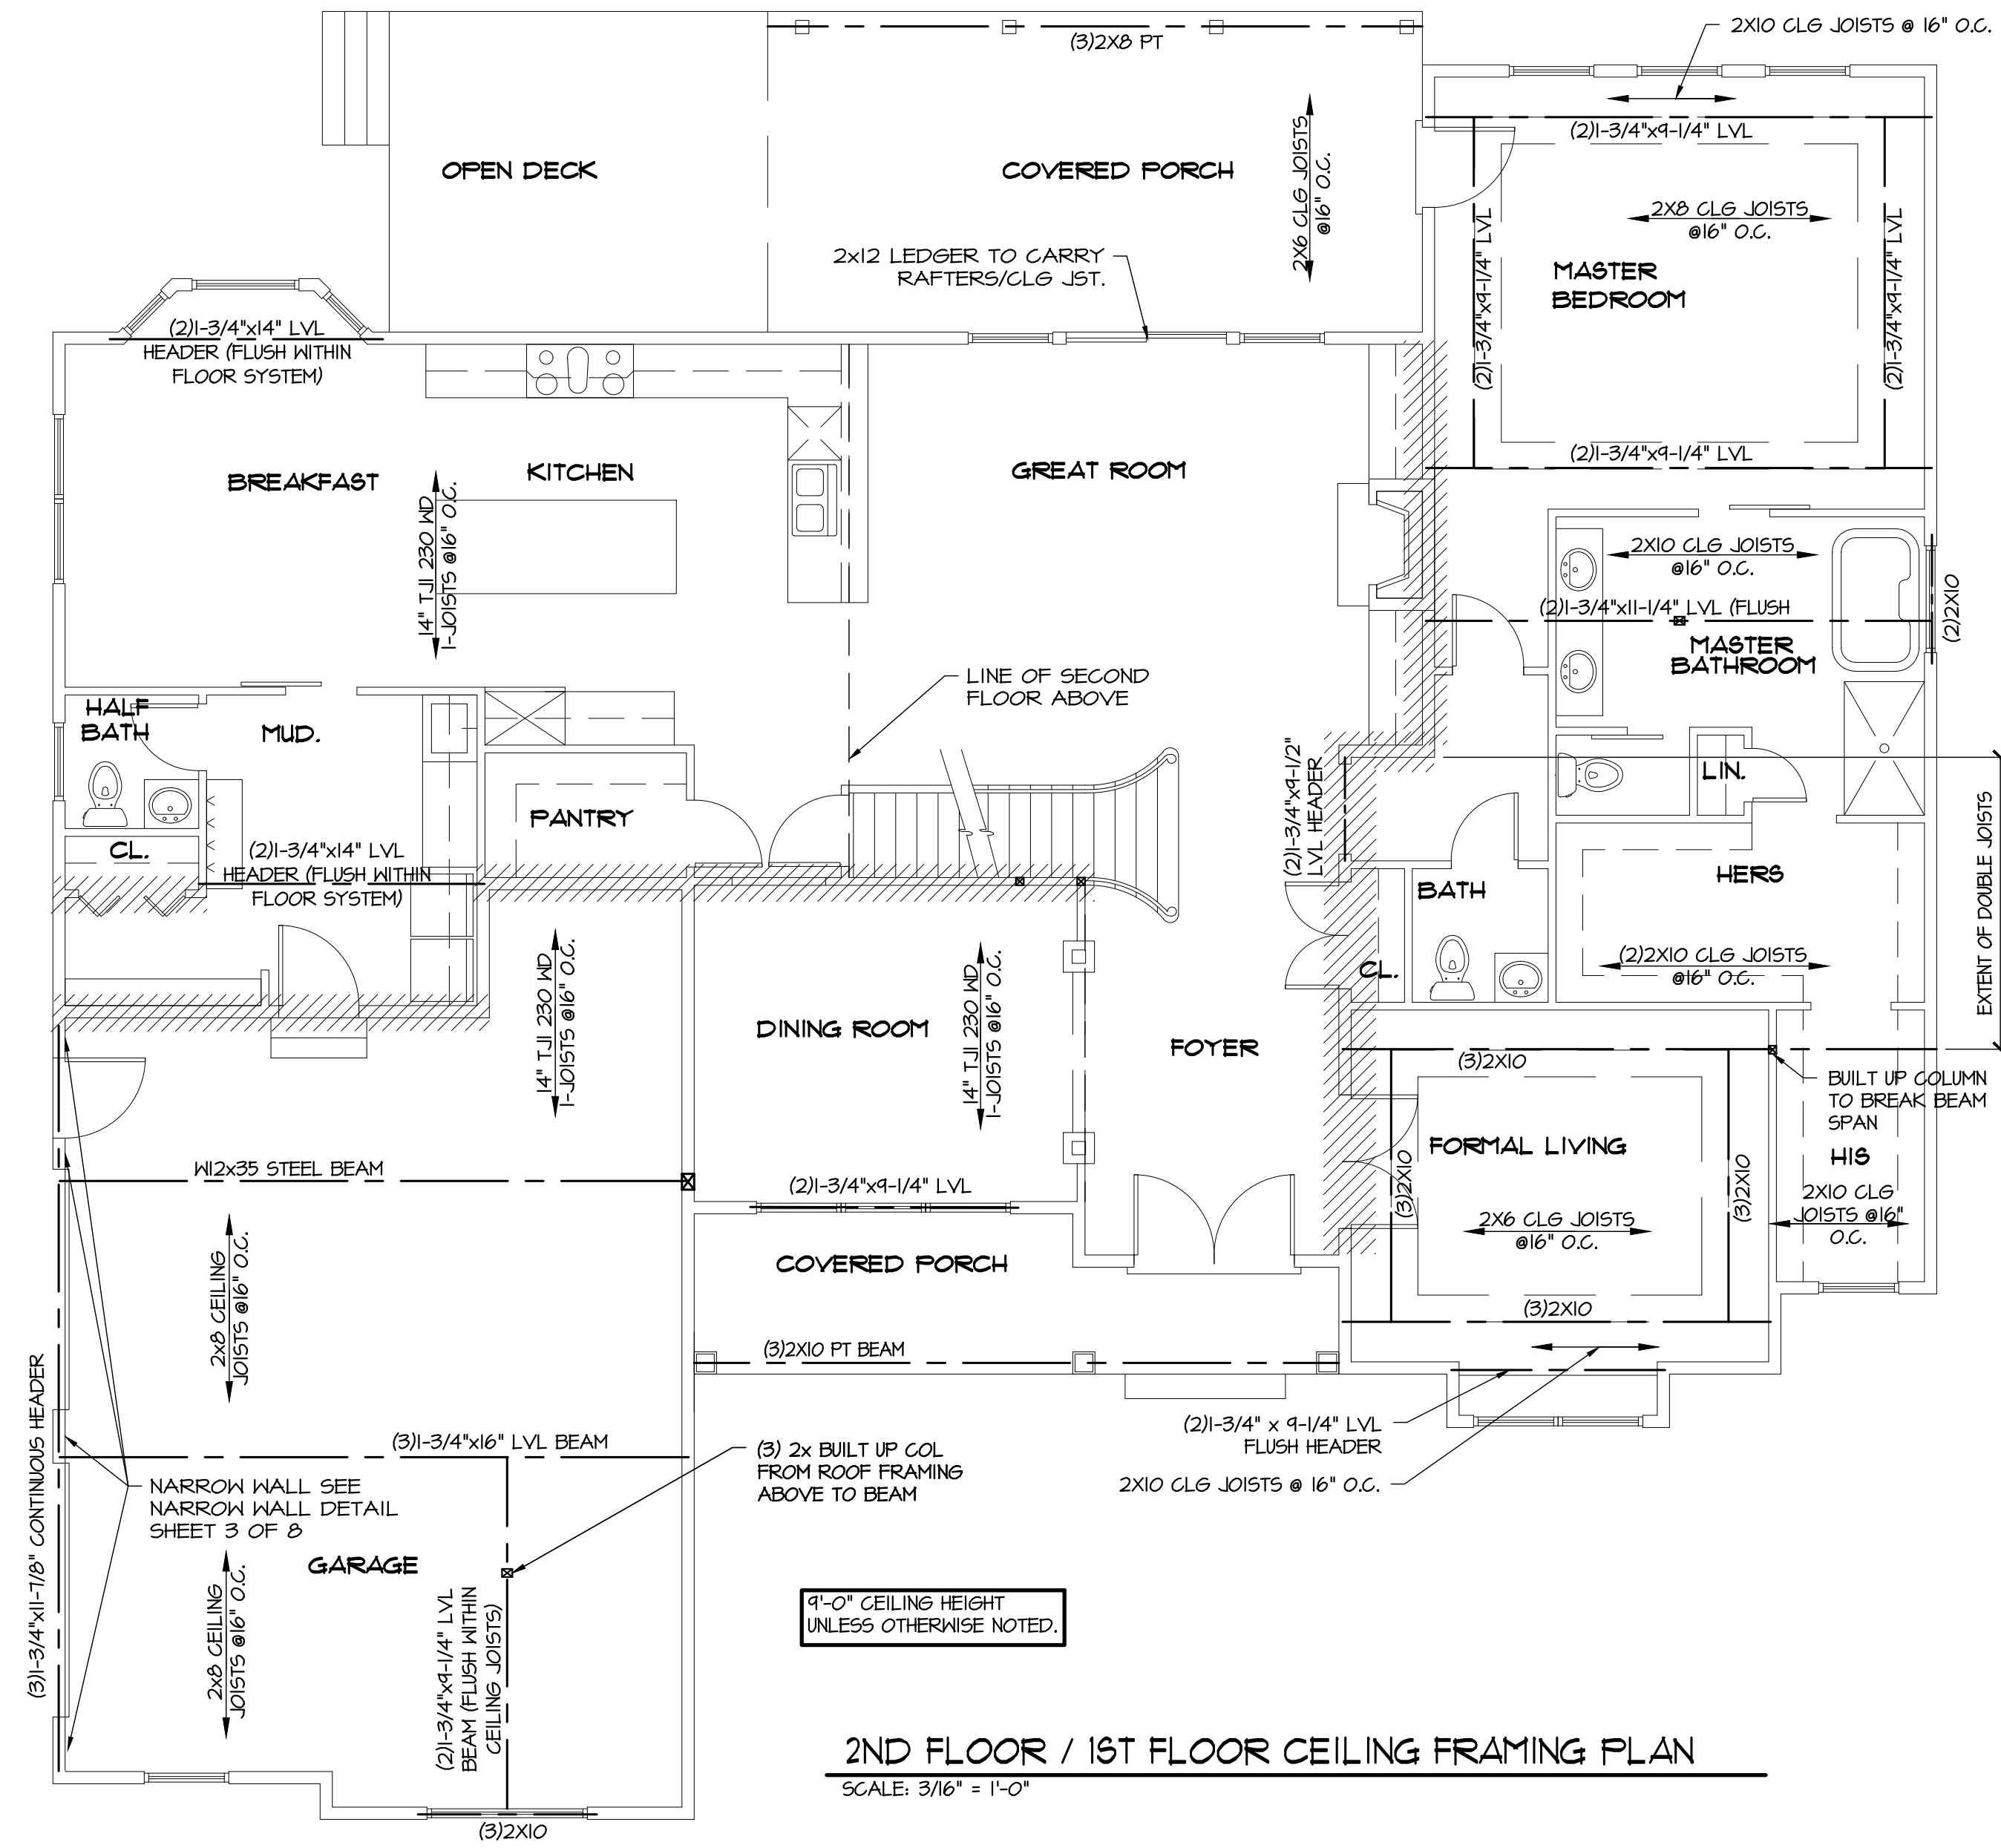 2X10 CLG JOISTS @ 16" O.C.
(3)2X8 PT
OPEN DECK
COVERED PORCH
2X6 CLG JOISTS
@16" O.C.
2x12 LEDGER TO CARRY
RAFTERS/CLG JST.
(2)1-3/4"x9-1/4" LVL
2X8 CLG JOISTS
@16" O.C.
MASTER
BEDROOM
(2)1-3/4"x9-1/4" LVL
(2)1-3/4"x9-1/4" LVL
(2)1-3/4"x9-1/4" LVL
(2)1-3/4"x14" LVL
HEADER (FLUSH WITHIN
FLOOR SYSTEM)
BREAKFAST
KITCHEN
GREAT ROOM
14" TJI 230 WD
I-JOISTS @16" O.C.
2X10 CLG JOISTS
@16" O.C.
(2)1-3/4"x11-1/4" LVL (FLUSH
MASTER
BATHROOM
(2)2X10
LINE OF SECOND
FLOOR ABOVE
HALF
BATH
MUD.
PANTRY
CL.
(2)1-3/4"x14" LVL
HEADER (FLUSH WITHIN
FLOOR SYSTEM)
(2)1-3/4"x9-1/2"
LVL HEADER
LIN.
HERS
BATH
CL.
EXTENT OF DOUBLE JOISTS
(2)2X10 CLG JOISTS
@16" O.C.
14" TJI 230 WD
I-JOISTS @16" O.C.
14" TJI 230 WD
I-JOISTS @16" O.C.
DINING ROOM
FOYER
(3)2X10
BUILT UP COLUMN
TO BREAK BEAM
SPAN
FORMAL LIVING
HIS
(3)2X10
(3)2X10
2X10 CLG
JOISTS @16"
O.C.
2X6 CLG JOISTS
@16" O.C.
W12x35 STEEL BEAM
(2)1-3/4"x9-1/4" LVL
COVERED PORCH
2x8 CEILING
JOISTS @16" O.C.
(3)2X10
(3)2X10 PT BEAM
(3)1-3/4"x11-7/8" CONTINUOUS HEADER
(2)1-3/4" x 9-1/4" LVL
FLUSH HEADER
2X10 CLG JOISTS @ 16" O.C.
(3)1-3/4"x16" LVL BEAM
(3) 2x BUILT UP COL
FROM ROOF FRAMING
ABOVE TO BEAM
NARROW WALL SEE
NARROW WALL DETAIL
SHEET 3 OF 8
GARAGE
2x8 CEILING
JOISTS @16" O.C.
(2)1-3/4"x9-1/4" LVL
BEAM (FLUSH WITHIN
CEILING JOISTS)
9'-0" CEILING HEIGHT
UNLESS OTHERWISE NOTED.
2ND FLOOR / 1ST FLOOR CEILING FRAMING PLAN
SCALE: 3/16" = 1'-0"
(3)2X10